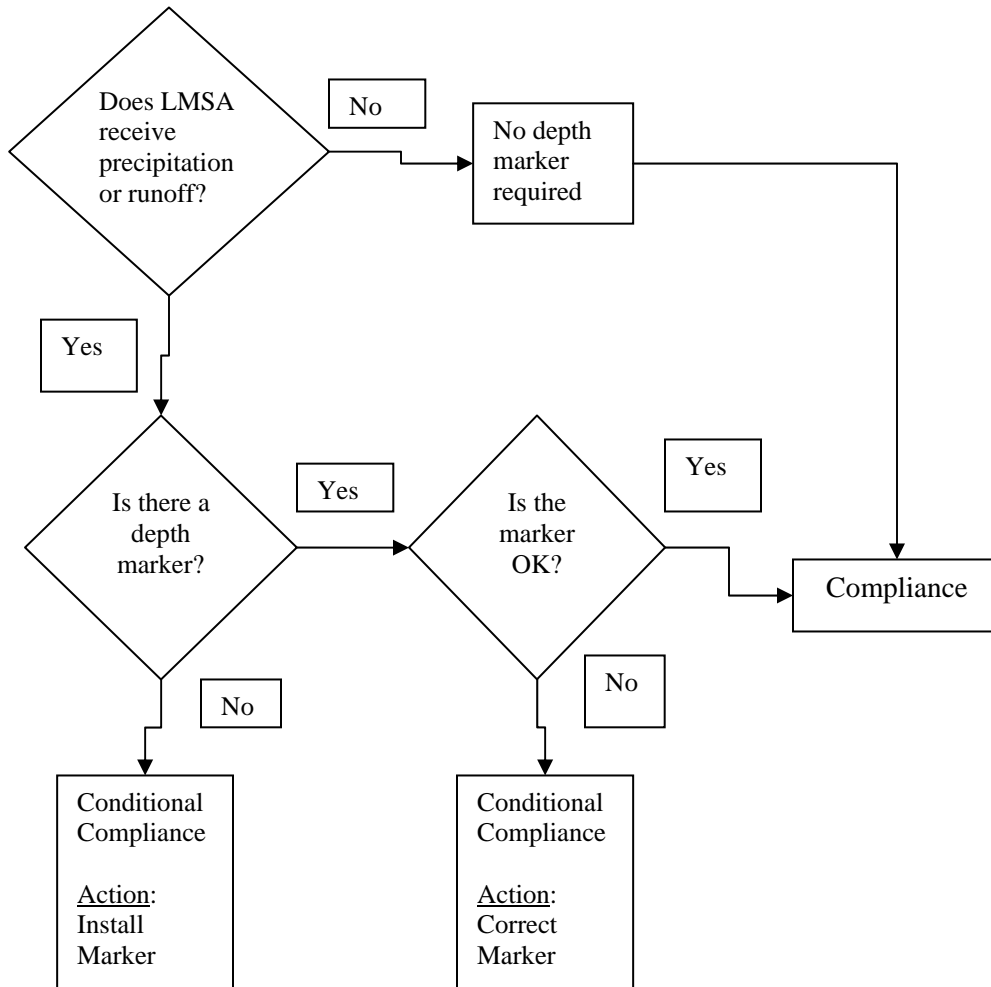 Does LMSA
receive
precipitation
or runoff?
No
No depth
marker
required
Yes
Is there a
depth
marker?
Yes
Is the
marker
OK?
Yes
Compliance
No
No
Conditional
Compliance
Action:
Install
Marker
Conditional
Compliance
Action:
Correct
Marker